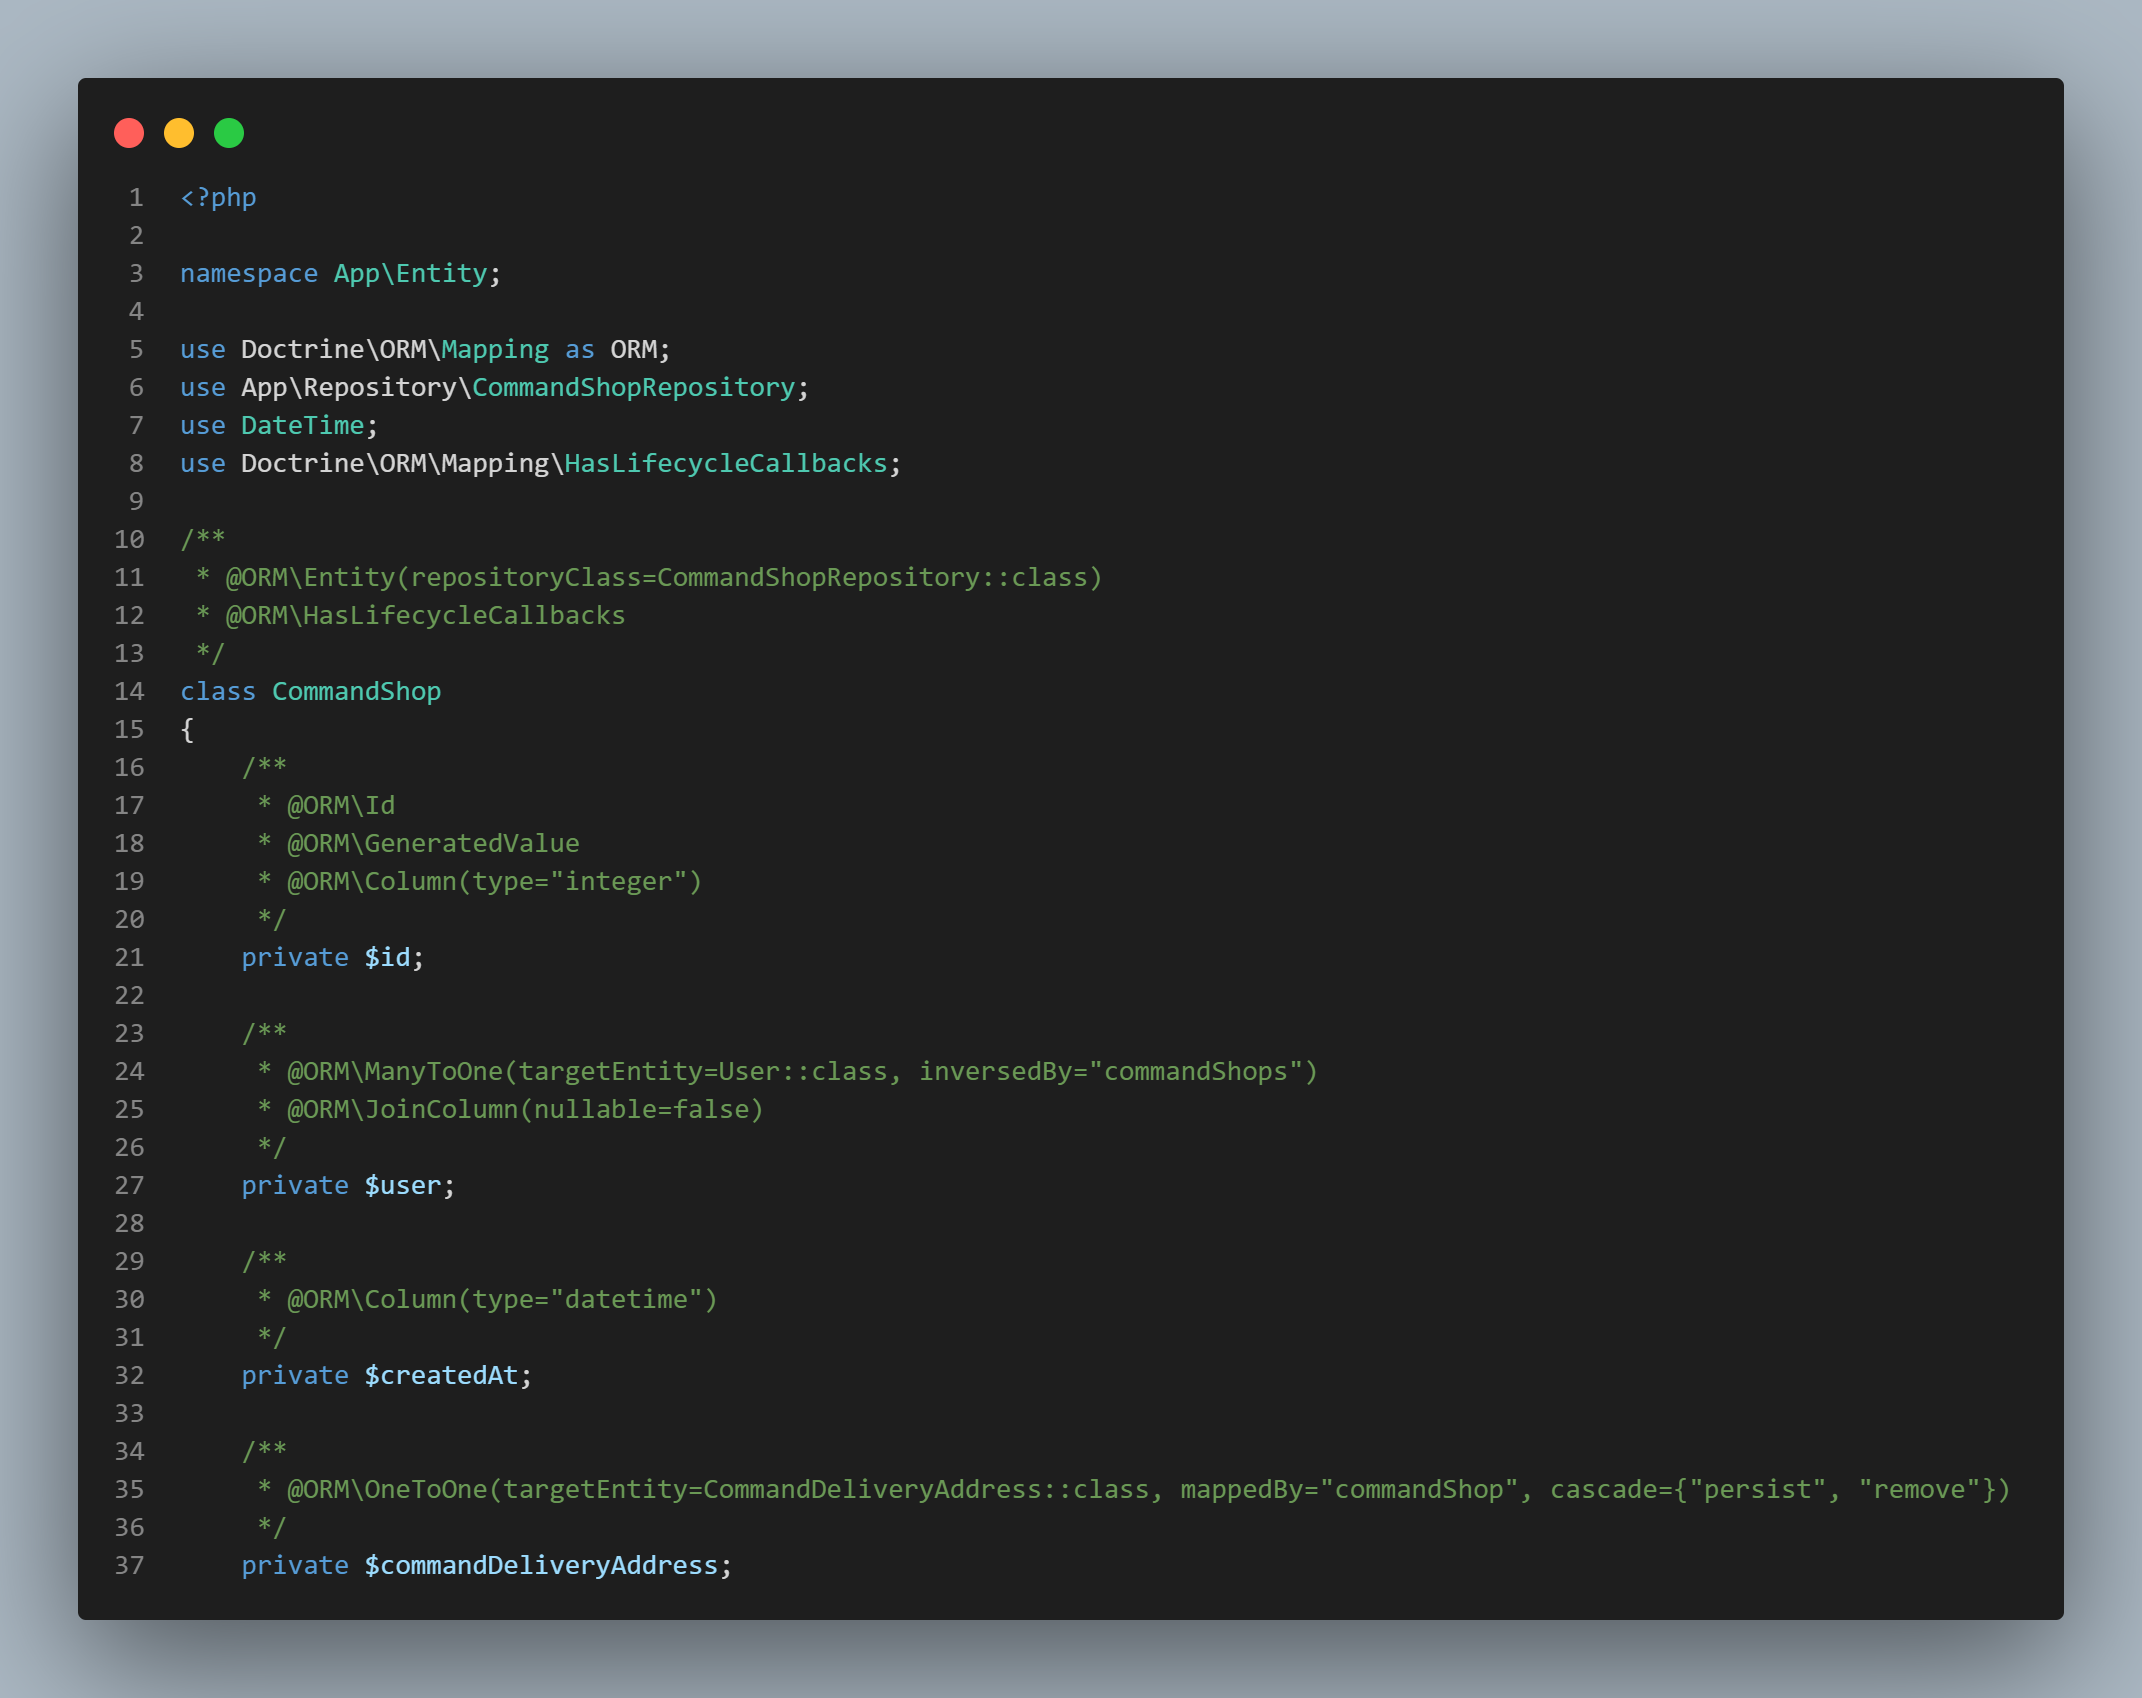 1 <?php
2
3 namespace App\Entity;
4
5 use Doctrine\ORM\Mapping as ORM;
6 use App\Repository\CommandShopRepository;
7 use DateTime;
8 use Doctrine\ORM\Mapping\HasLifecycleCallbacks;
9
10 /**
11  * @ORM\Entity(repositoryClass=CommandShopRepository::class)
12  * @ORM\HasLifecycleCallbacks
13  */
14 class CommandShop
15 {
16     /**
17      * @ORM\Id
18      * @ORM\GeneratedValue
19      * @ORM\Column(type="integer")
20      */
21     private $id;
22
23     /**
24      * @ORM\ManyToOne(targetEntity=User::class, inversedBy="commandShops")
25      * @ORM\JoinColumn(nullable=false)
26      */
27     private $user;
28
29     /**
30      * @ORM\Column(type="datetime")
31      */
32     private $createdAt;
33
34     /**
35      * @ORM\OneToOne(targetEntity=CommandDeliveryAddress::class, mappedBy="commandShop", cascade={"persist", "remove"})
36      */
37     private $commandDeliveryAddress;